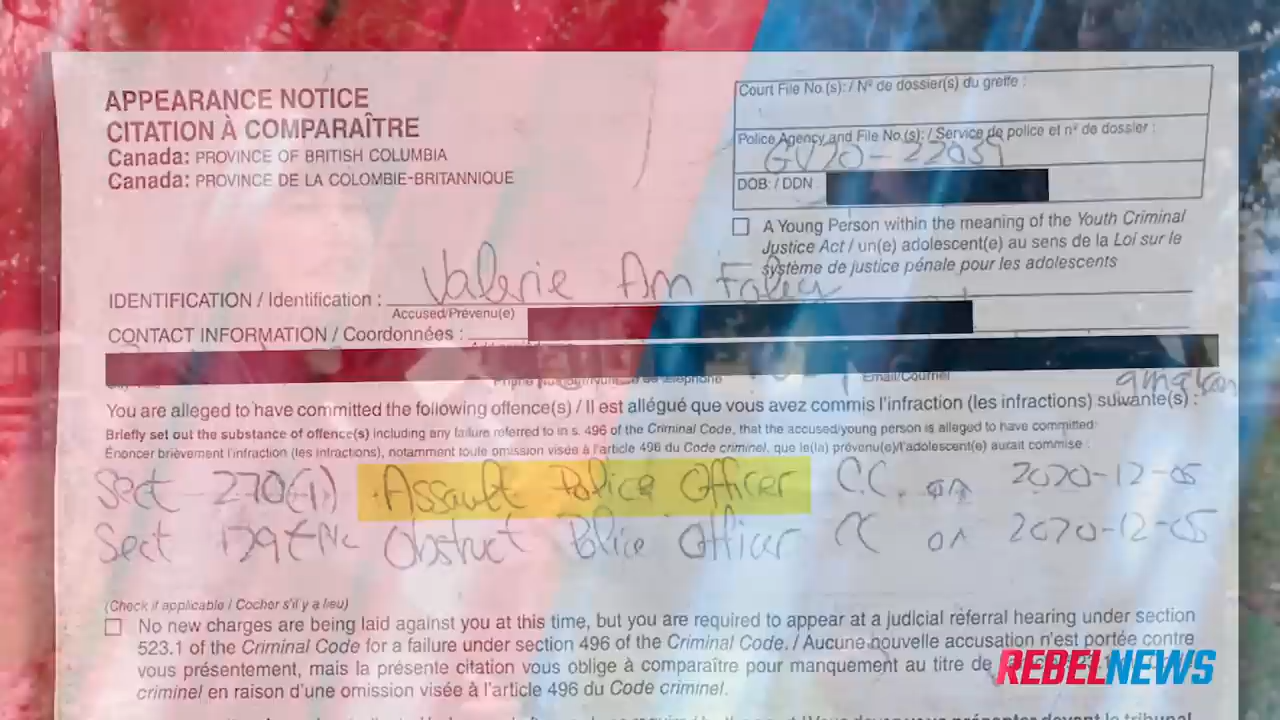 APPEARANCE NOTICE
CITATION À COMPARAÎTRE
Canada: PROVINCE OF BRITISH COLUMBIA
Canada: PROVINCE DE LA COLOMBIE-BRITANNIQUE
Court File No.(s): / Nº de dossier(s) du greffe :
Police Agency and File No.(s): / Service de police et nº de dossier :
GV20-22039
DOB: / DDN
A Young Person within the meaning of the Youth Criminal
Justice Act / un(e) adolescent(e) au sens de la Loi sur le
système de justice pénale pour les adolescents
IDENTIFICATION / Identification : Valerie Ann Foley
Accused/Prévenu(e)
CONTACT INFORMATION / Coordonnées :
Email/Courriel
You are alleged to have committed the following offence(s) / Il est allégué que vous avez commis l'infraction (les infractions) suivante(s) :
Briefly set out the substance of offence(s) including any failure referred to in s. 496 of the Criminal Code, that the accused/young person is alleged to have committed:
Énoncer brièvement l'infraction (les infractions), notamment toute omission visée à l'article 496 du Code criminel, que le(la) prévenu(e)/l'adolescent(e) aurait commise :
Sect 270(1) Assault Police Officer C.C. on 2020-12-05
Sect Obstruct Police Officer CC on 2020-12-05
(Check if applicable / Cocher s'il y a lieu)
No new charges are being laid against you at this time, but you are required to appear at a judicial referral hearing under section
523.1 of the Criminal Code for a failure under section 496 of the Criminal Code. / Aucune nouvelle accusation n'est portée contre
vous présentement, mais la présente citation vous oblige à comparaître pour manquement au titre de
criminel en raison d'une omission visée à l'article 496 du Code criminel.
REBELNEWS